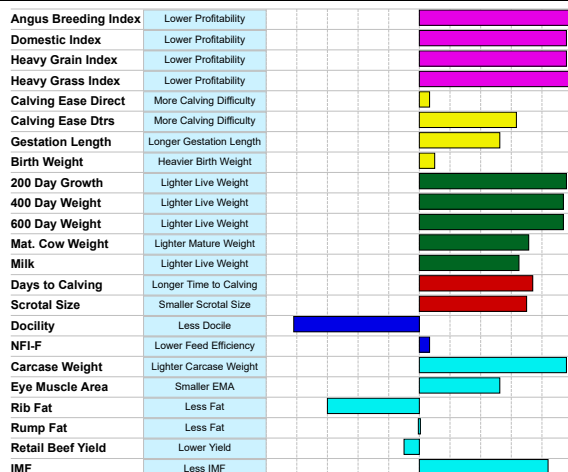 Angus Breeding Index Lower Profitability
Domestic Index Lower Profitability
Heavy Grain Index Lower Profitability
Heavy Grass Index Lower Profitability
Calving Ease Direct More Calving Difficulty
Calving Ease Dtrs More Calving Difficulty
Gestation Length Longer Gestation Length
Birth Weight Heavier Birth Weight
200 Day Growth Lighter Live Weight
400 Day Weight Lighter Live Weight
600 Day Weight Lighter Live Weight
Mat. Cow Weight Lighter Mature Weight
Milk Lighter Live Weight
Days to Calving Longer Time to Calving
Scrotal Size Smaller Scrotal Size
Docility Less Docile
NFI-F Lower Feed Efficiency
Carcase Weight Lighter Carcase Weight
Eye Muscle Area Smaller EMA
Rib Fat Less Fat
Rump Fat Less Fat
Retail Beef Yield Lower Yield
IMF Less IMF